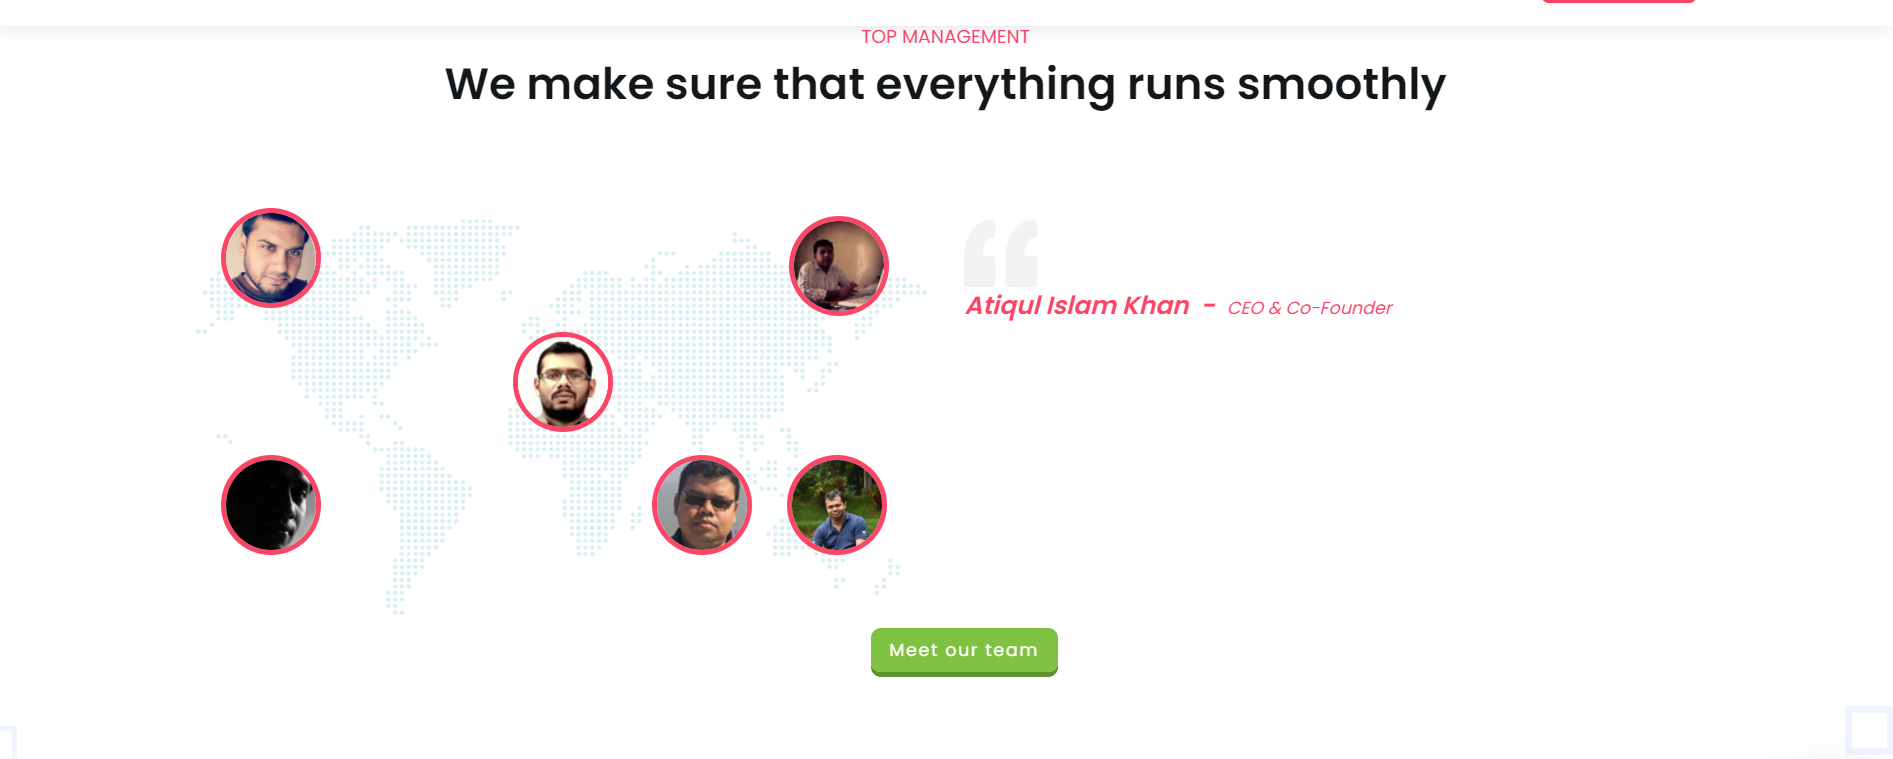 TOP MANAGEMENT
We make sure that everything runs smoothly
Atiqul Islam Khan - CEO & Co-Founder
Meet our team